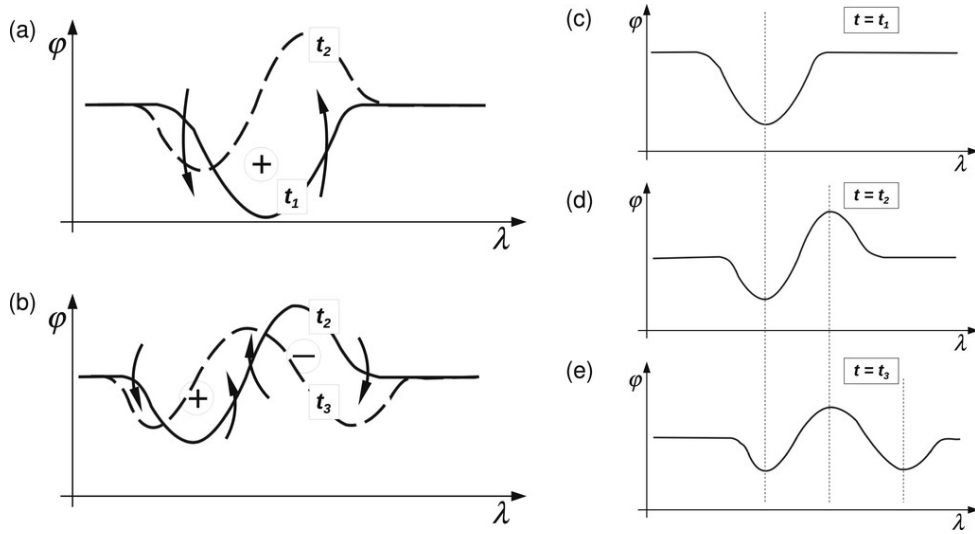 (a)
φ
t₂
+
t₁
λ
(b)
φ
t₂
−
+
t₃
λ
(c)
φ
t = t₁
λ
(d)
φ
t = t₂
λ
(e)
φ
t = t₃
λ